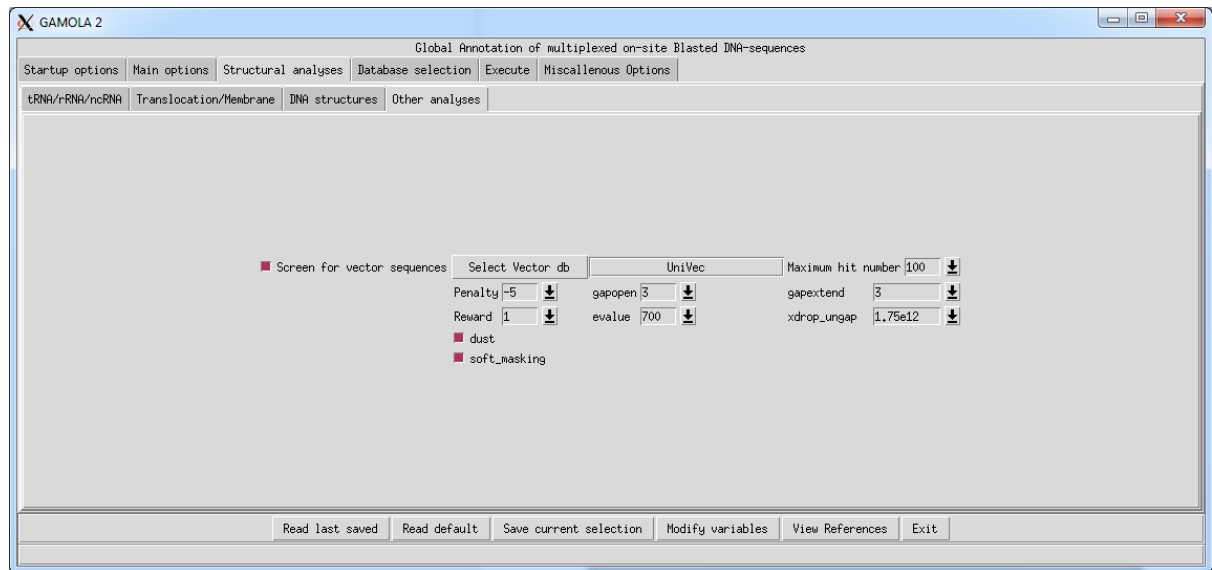 GAMOLA 2
Global Annotation of multiplexed on-site Blasted DNA-sequences
Startup options Main options Structural analyses Database selection Execute Miscallenous Options
tRNA/rRNA/ncRNA Translocation/Membrane DNA structures Other analyses
Screen for vector sequences Select Vector db UniVec Maximum hit number 100
Penalty -5 gapopen 3 gapextend 3
Reward 1 evalue 700 xdrop_ungap 1.75e12
dust
soft_masking
Read last saved Read default Save current selection Modify variables View References Exit